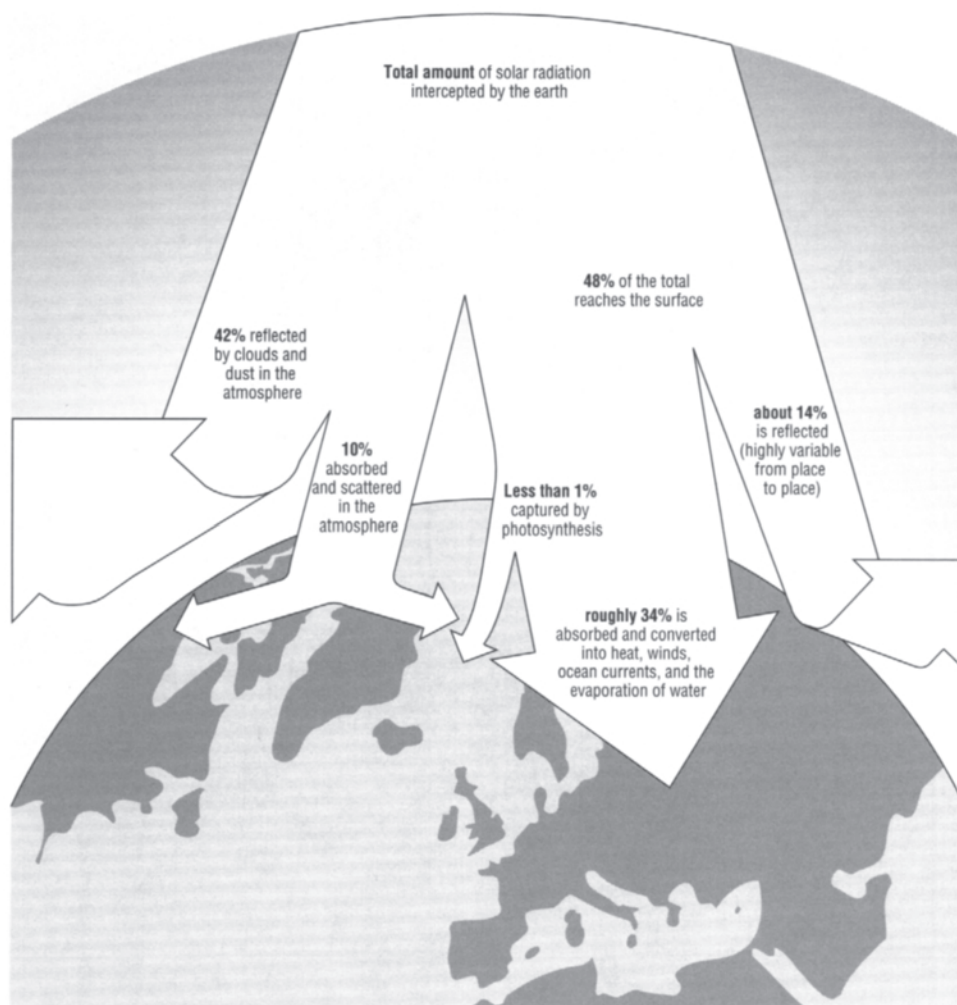 Total amount of solar radiation
intercepted by the earth
48% of the total
reaches the surface
42% reflected
by clouds and
dust in the
atmosphere
about 14%
is reflected
(highly variable
from place
to place)
10%
absorbed
and scattered
in the
atmosphere
Less than 1%
captured by
photosynthesis
roughly 34% is
absorbed and converted
into heat, winds,
ocean currents, and the
evaporation of water